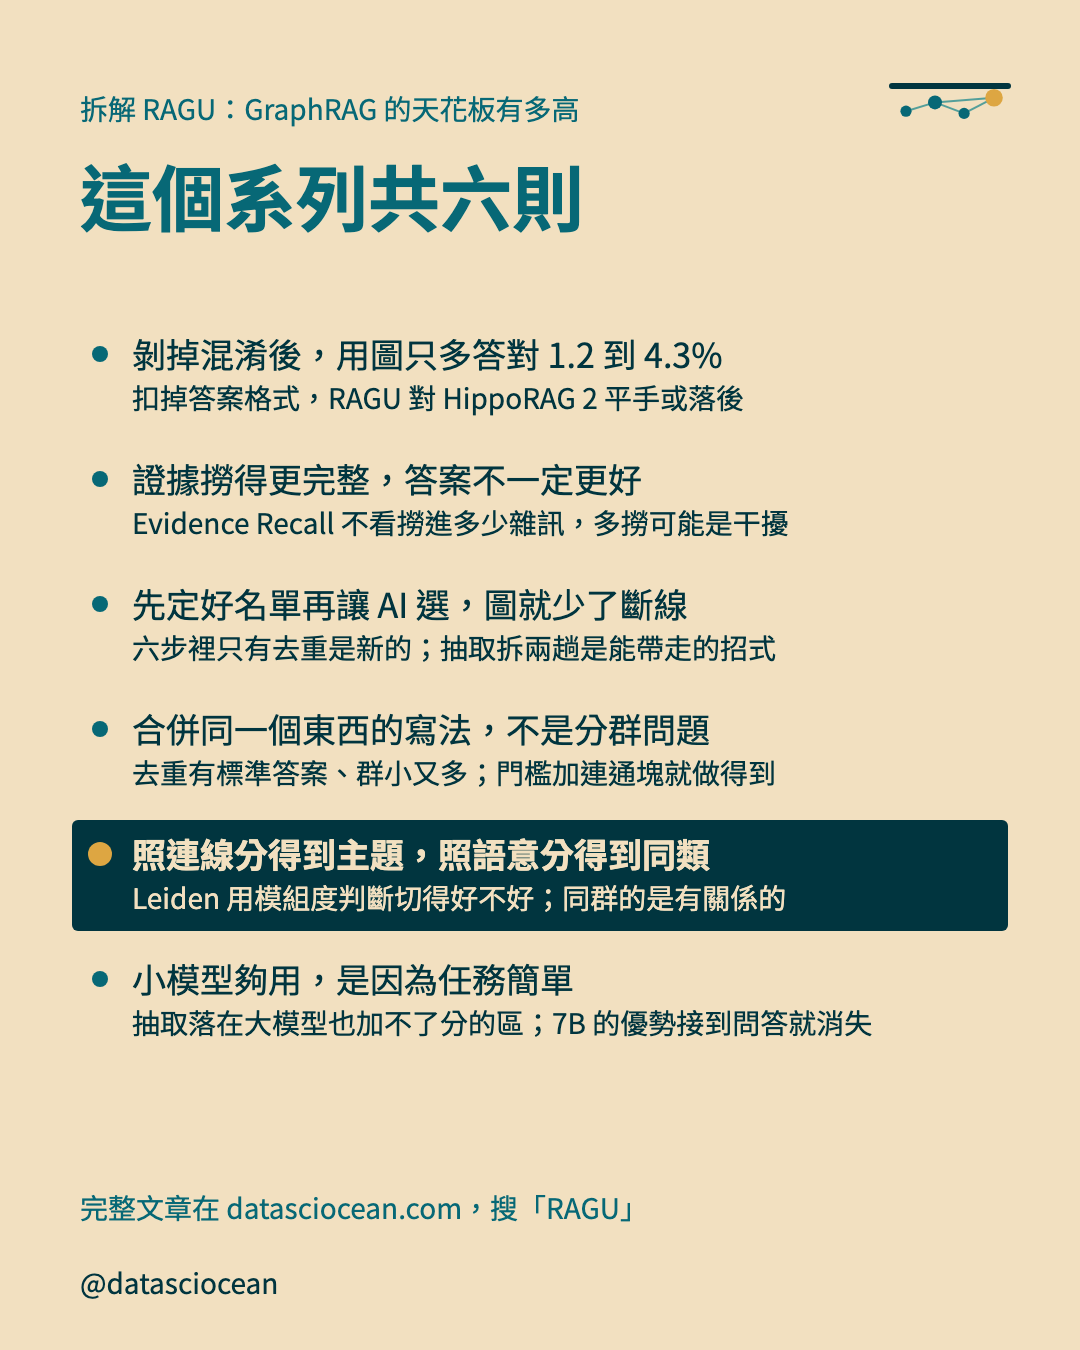 拆解 RAGU：GraphRAG 的天花板有多高
這個系列共六則
剝掉混淆後，用圖只多答對 1.2 到 4.3%
扣掉答案格式，RAGU 對 HippoRAG 2 平手或落後
證據撈得更完整，答案不一定更好
Evidence Recall 不看撈進多少雜訊，多撈可能是干擾
先定好名單再讓 AI 選，圖就少了斷線
六步裡只有去重是新的；抽取拆兩趟是能帶走的招式
合併同一個東西的寫法，不是分群問題
去重有標準答案、群小又多；門檻加連通塊就做得到
照連線分得到主題，照語意分得到同類
Leiden 用模組度判斷切得好不好；同群的是有關係的
小模型夠用，是因為任務簡單
抽取落在大模型也加不了分的區；7B 的優勢接到問答就消失
完整文章在 datasciocean.com，搜「RAGU」
@datasciocean